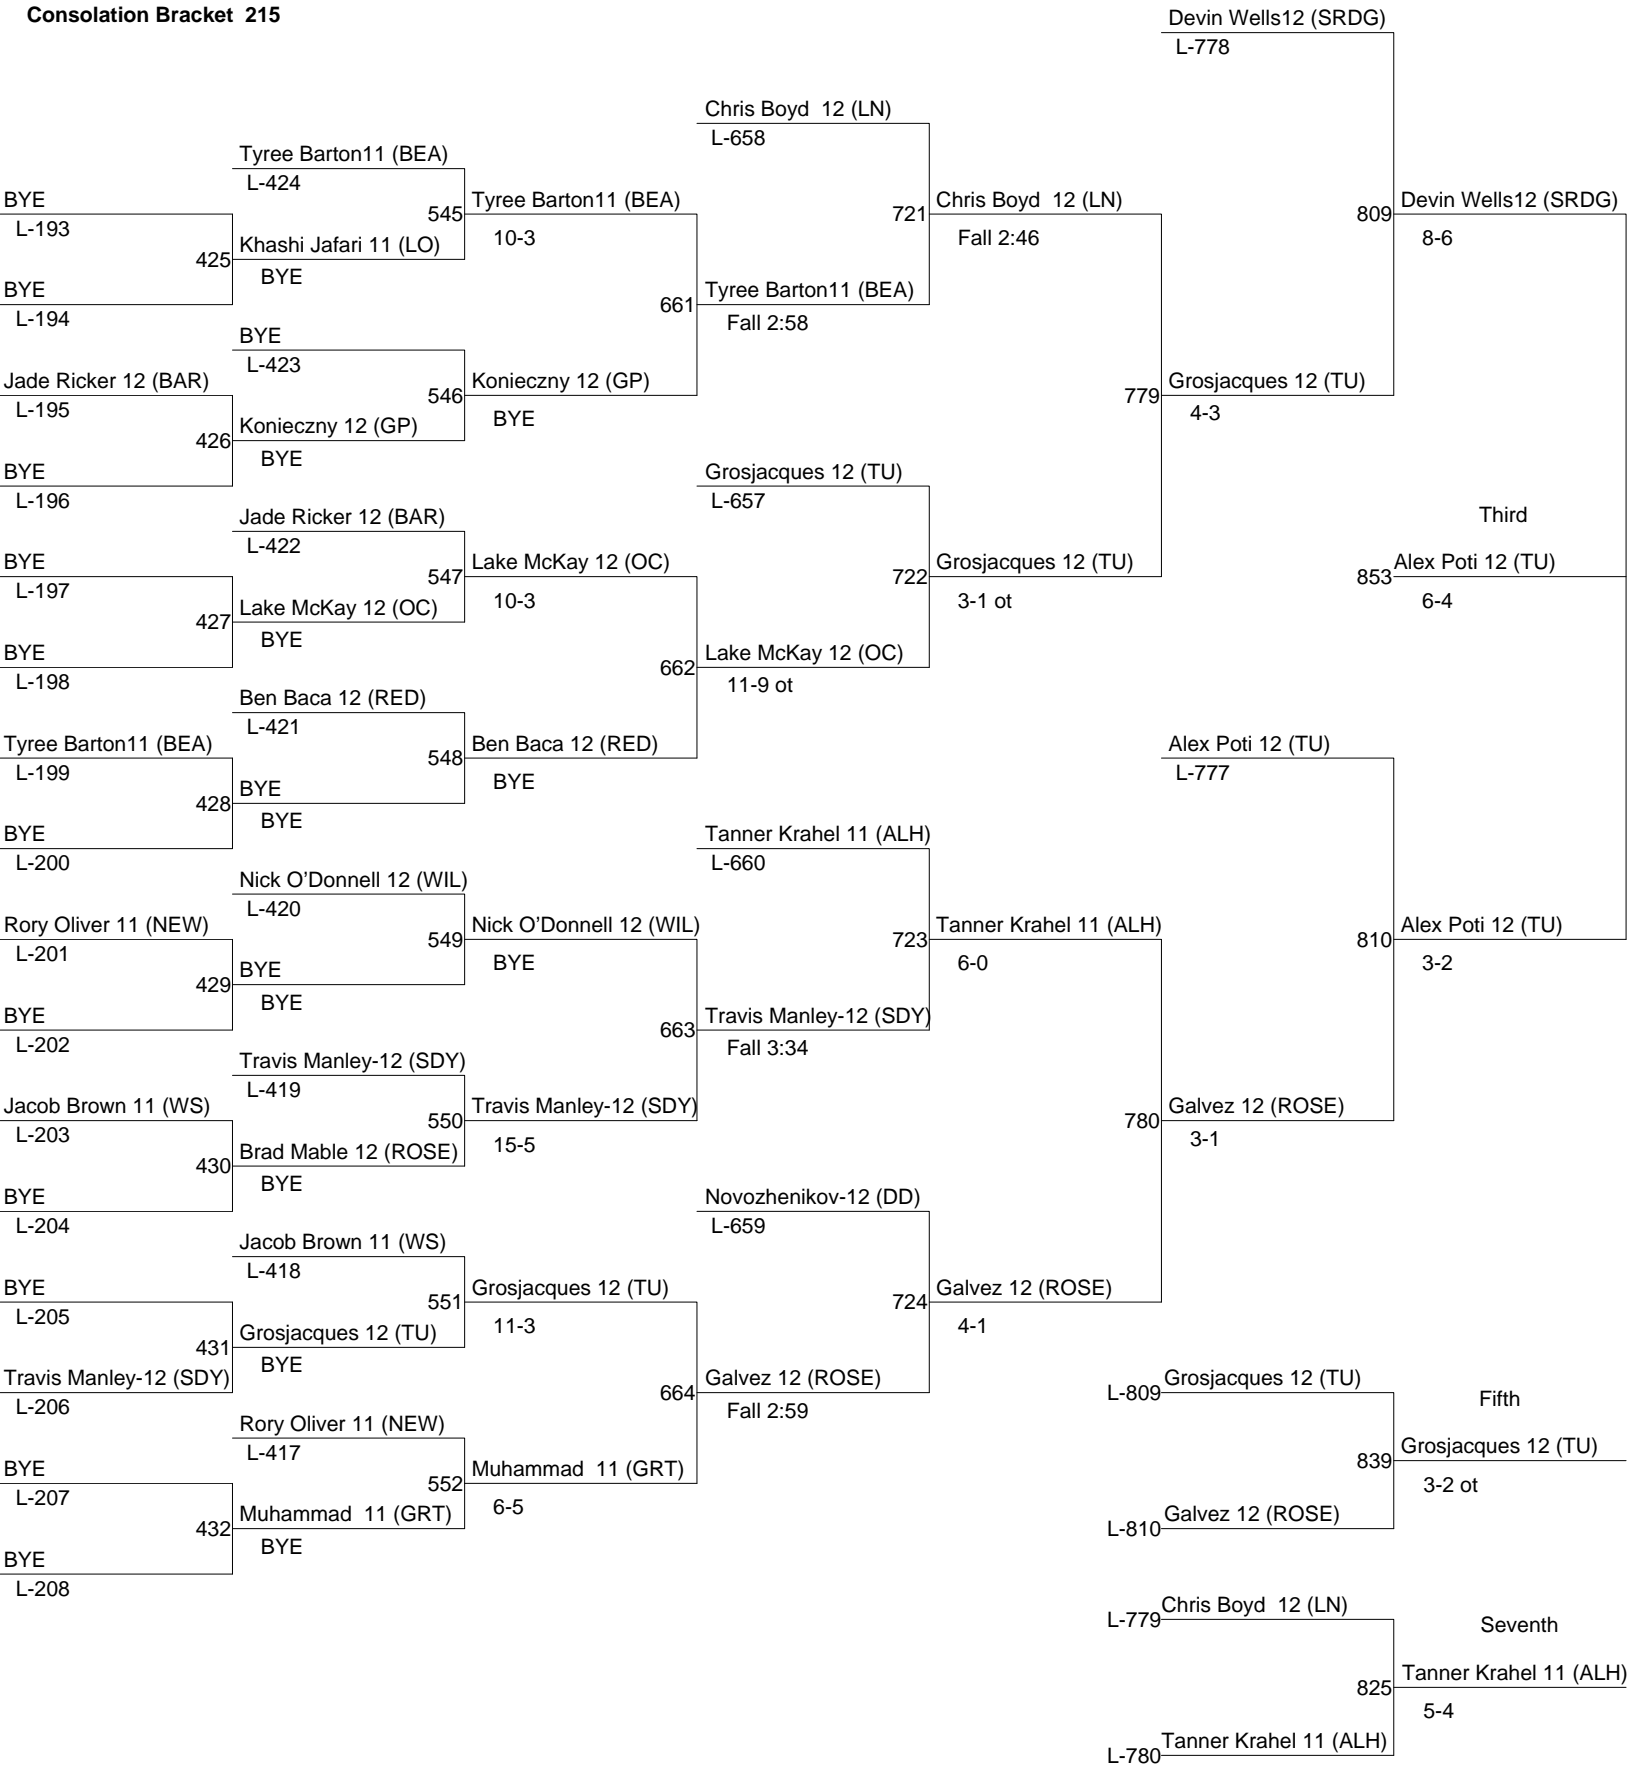 Consolation Bracket 215
BYE
L-193
BYE
L-194
Jade Ricker 12 (BAR)
L-195
BYE
L-196
BYE
L-197
BYE
L-198
Tyree Barton11 (BEA)
L-199
BYE
L-200
Rory Oliver 11 (NEW)
L-201
BYE
L-202
Jacob Brown 11 (WS)
L-203
BYE
L-204
BYE
L-205
Travis Manley-12 (SDY)
L-206
BYE
L-207
BYE
L-208
Tyree Barton11 (BEA)
L-424
425
Khashi Jafari 11 (LO)
BYE
BYE
L-423
426
Konieczny 12 (GP)
BYE
Jade Ricker 12 (BAR)
L-422
427
Lake McKay 12 (OC)
BYE
Ben Baca 12 (RED)
L-421
428
BYE
BYE
Nick O'Donnell 12 (WIL)
L-420
429
BYE
BYE
Travis Manley-12 (SDY)
L-419
430
Brad Mable 12 (ROSE)
BYE
Jacob Brown 11 (WS)
L-418
431
Grosjacques 12 (TU)
BYE
Rory Oliver 11 (NEW)
L-417
432
Muhammad 11 (GRT)
BYE
545
Tyree Barton11 (BEA)
10-3
546
Konieczny 12 (GP)
BYE
547
Lake McKay 12 (OC)
10-3
548
Ben Baca 12 (RED)
BYE
549
Nick O'Donnell 12 (WIL)
BYE
550
Travis Manley-12 (SDY)
15-5
551
Grosjacques 12 (TU)
11-3
552
Muhammad 11 (GRT)
6-5
Chris Boyd 12 (LN)
L-658
661
Tyree Barton11 (BEA)
Fall 2:58
Grosjacques 12 (TU)
L-657
662
Lake McKay 12 (OC)
11-9 ot
Tanner Krahel 11 (ALH)
L-660
663
Travis Manley-12 (SDY)
Fall 3:34
Novozhenikov-12 (DD)
L-659
664
Galvez 12 (ROSE)
Fall 2:59
721
Chris Boyd 12 (LN)
Fall 2:46
722
Grosjacques 12 (TU)
3-1 ot
723
Tanner Krahel 11 (ALH)
6-0
724
Galvez 12 (ROSE)
4-1
Devin Wells12 (SRDG)
L-778
779
Grosjacques 12 (TU)
4-3
Alex Poti 12 (TU)
L-777
780
Galvez 12 (ROSE)
3-1
809
Devin Wells12 (SRDG)
8-6
Third
853
Alex Poti 12 (TU)
6-4
810
Alex Poti 12 (TU)
3-2
L-809
Grosjacques 12 (TU)
Fifth
839
Grosjacques 12 (TU)
3-2 ot
L-810
Galvez 12 (ROSE)
L-779
Chris Boyd 12 (LN)
Seventh
825
Tanner Krahel 11 (ALH)
5-4
L-780
Tanner Krahel 11 (ALH)